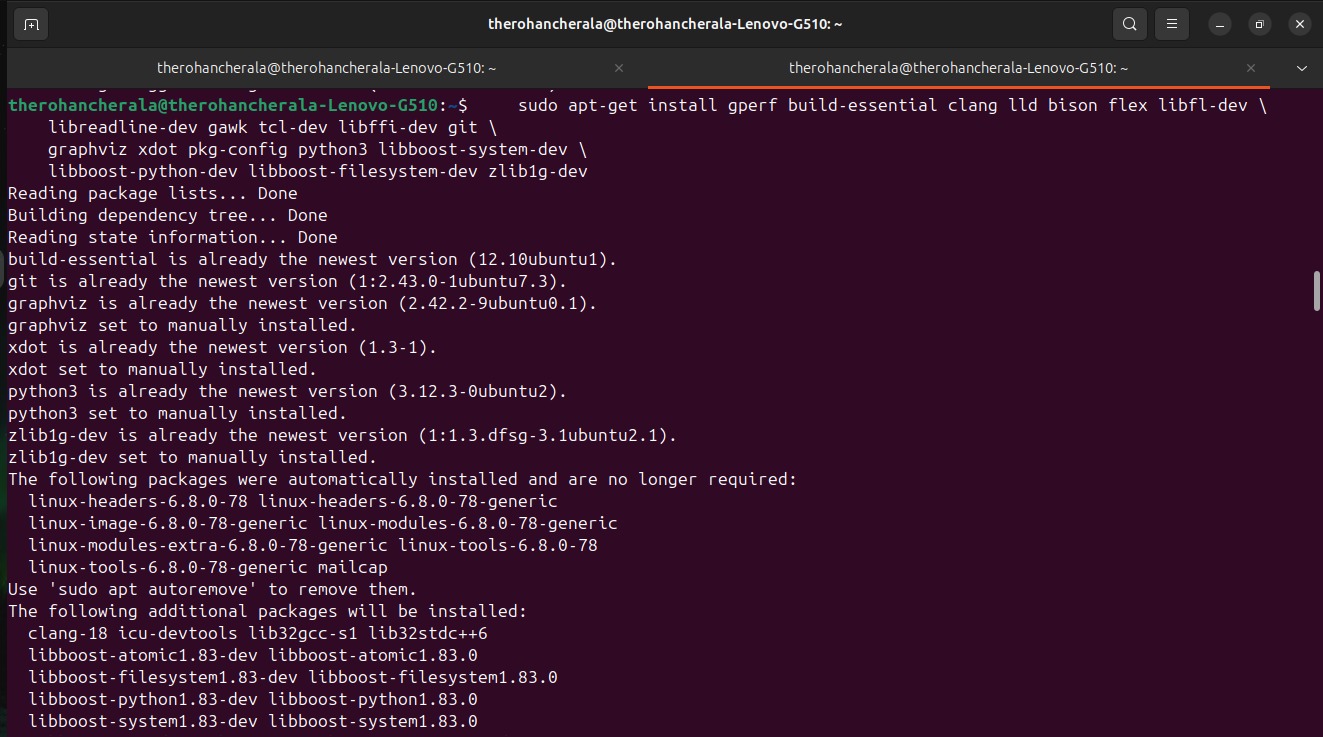 therohancherala@therohancherala-Lenovo-G510: ~
therohancherala@therohancherala-Lenovo-G510: ~
therohancherala@therohancherala-Lenovo-G510: ~
therohancherala@therohancherala-Lenovo-G510:~$     sudo apt-get install gperf build-essential clang lld bison flex libfl-dev \
    libreadline-dev gawk tcl-dev libffi-dev git \
    graphviz xdot pkg-config python3 libboost-system-dev \
    libboost-python-dev libboost-filesystem-dev zlib1g-dev
Reading package lists... Done
Building dependency tree... Done
Reading state information... Done
build-essential is already the newest version (12.10ubuntu1).
git is already the newest version (1:2.43.0-1ubuntu7.3).
graphviz is already the newest version (2.42.2-9ubuntu0.1).
graphviz set to manually installed.
xdot is already the newest version (1.3-1).
xdot set to manually installed.
python3 is already the newest version (3.12.3-0ubuntu2).
python3 set to manually installed.
zlib1g-dev is already the newest version (1:1.3.dfsg-3.1ubuntu2.1).
zlib1g-dev set to manually installed.
The following packages were automatically installed and are no longer required:
  linux-headers-6.8.0-78 linux-headers-6.8.0-78-generic
  linux-image-6.8.0-78-generic linux-modules-6.8.0-78-generic
  linux-modules-extra-6.8.0-78-generic linux-tools-6.8.0-78
  linux-tools-6.8.0-78-generic mailcap
Use 'sudo apt autoremove' to remove them.
The following additional packages will be installed:
  clang-18 icu-devtools lib32gcc-s1 lib32stdc++6
  libboost-atomic1.83-dev libboost-atomic1.83.0
  libboost-filesystem1.83-dev libboost-filesystem1.83.0
  libboost-python1.83-dev libboost-python1.83.0
  libboost-system1.83-dev libboost-system1.83.0